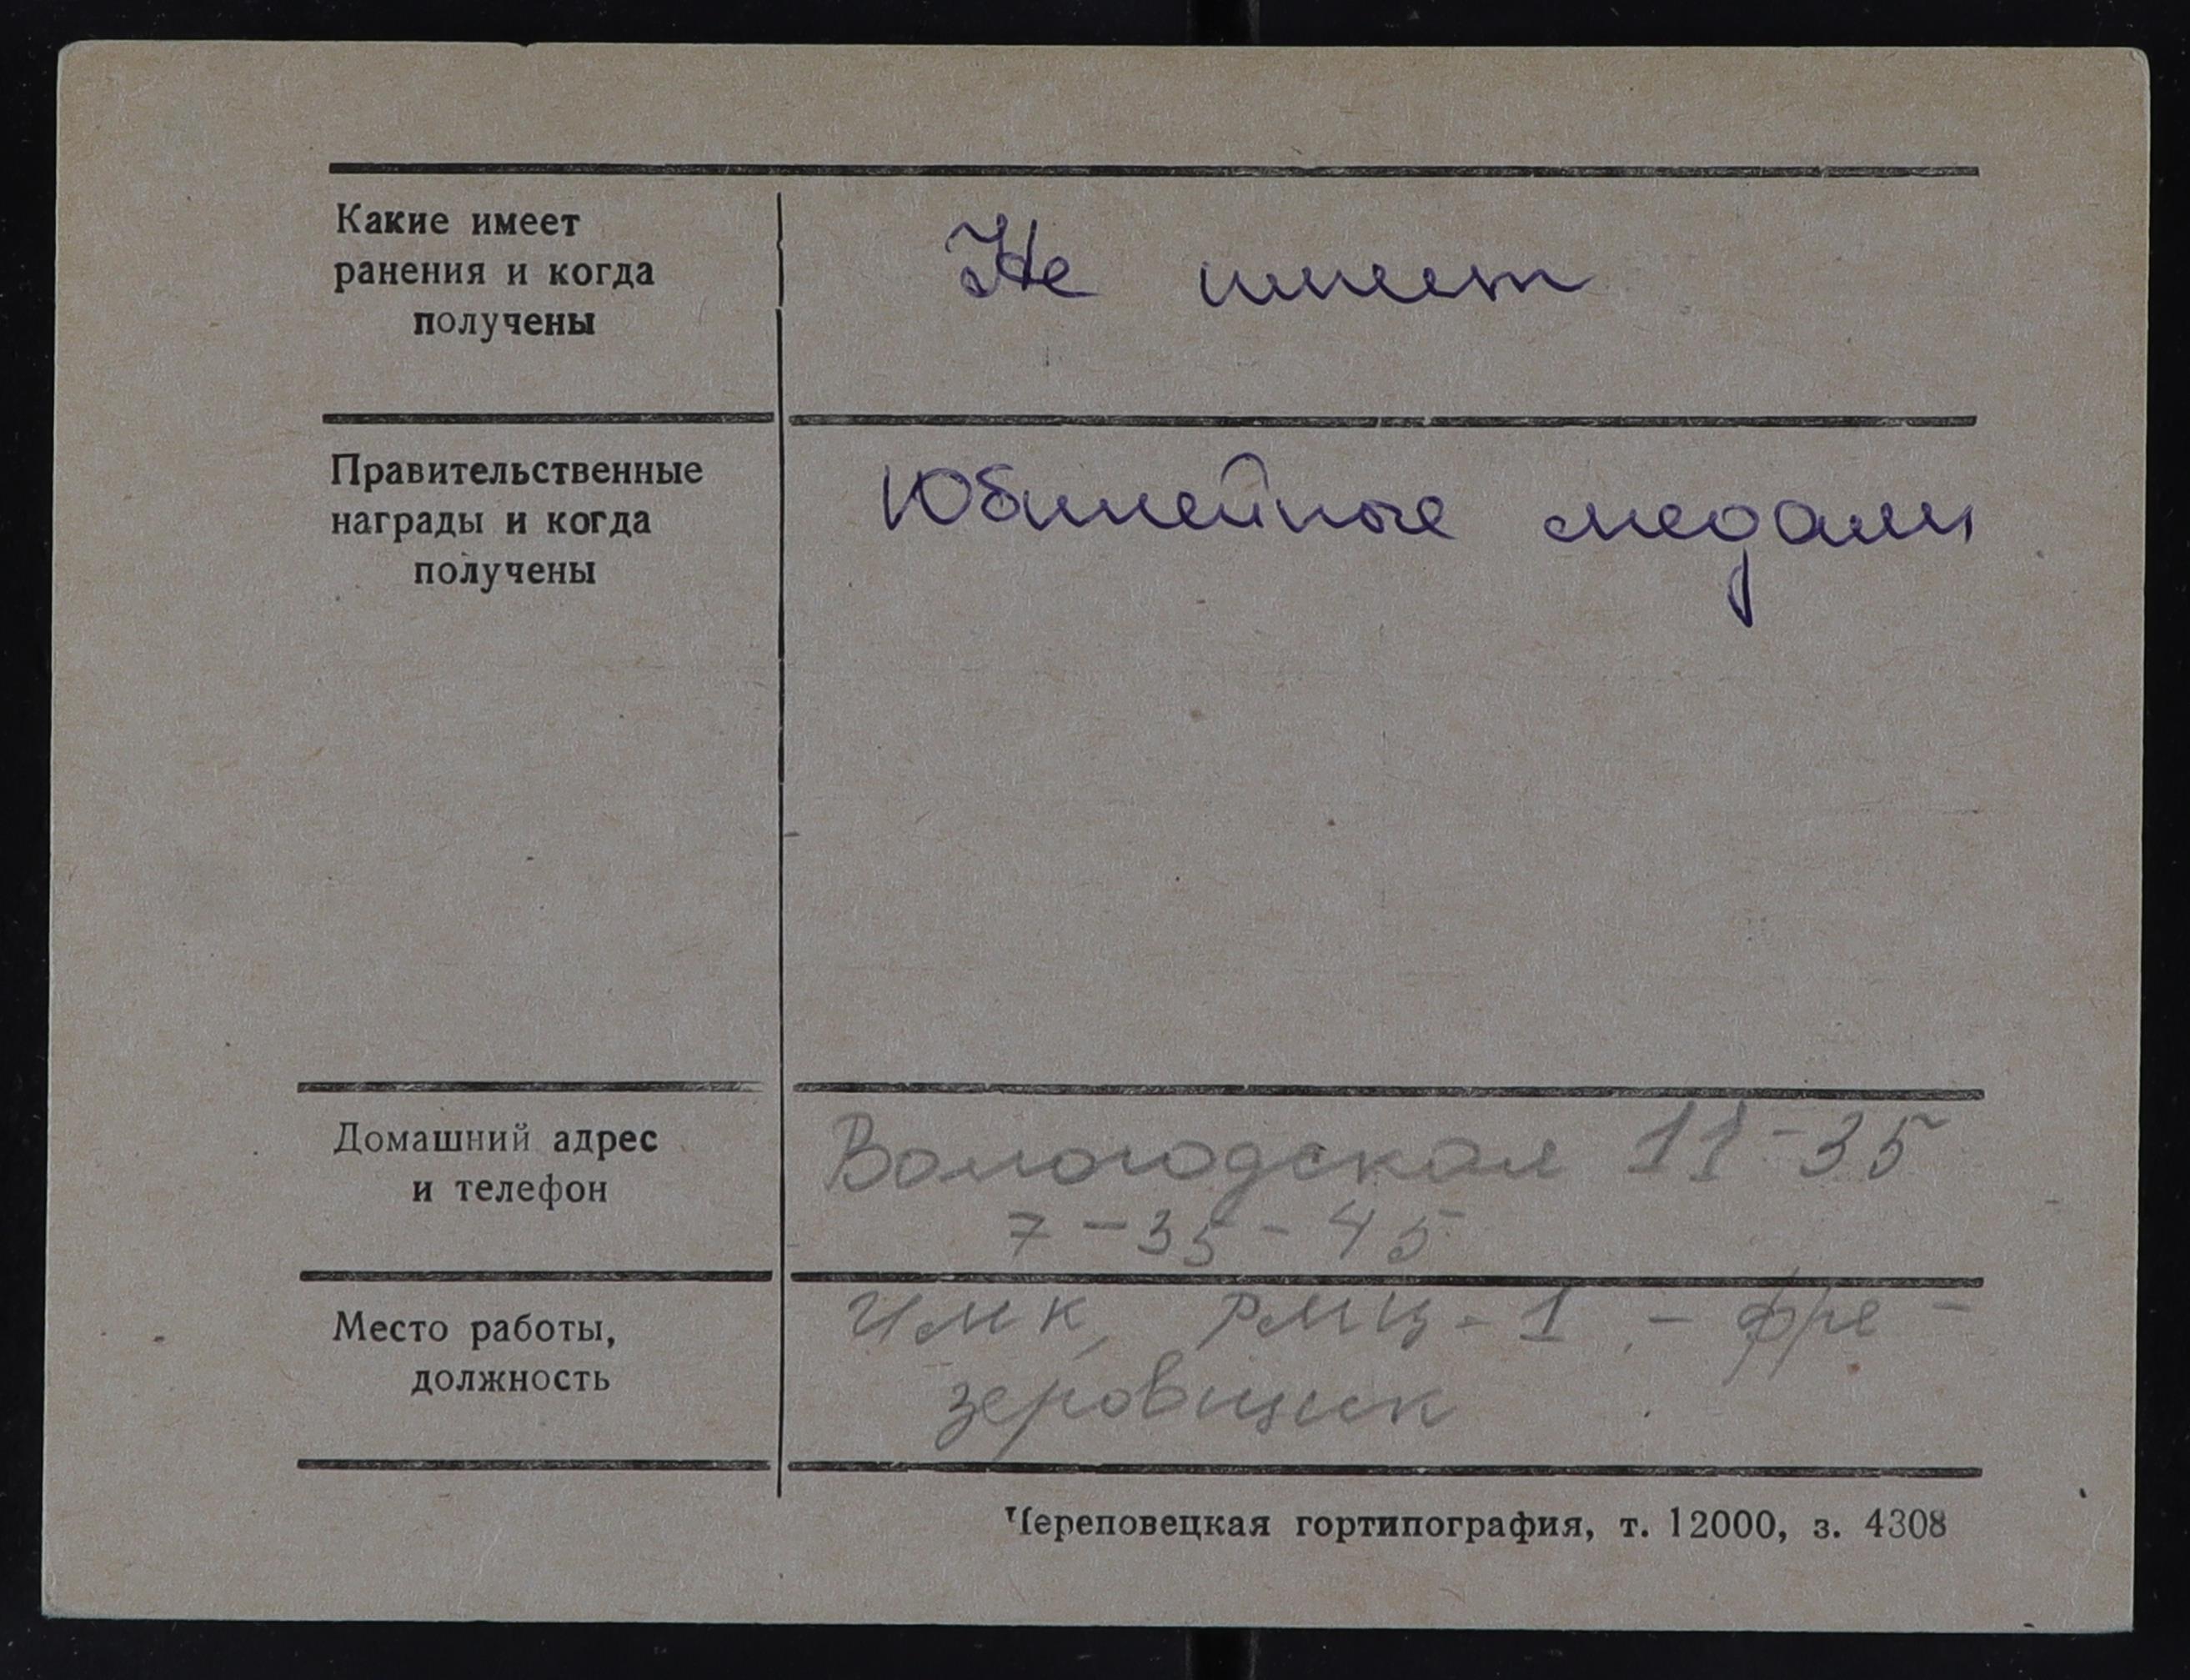 Какие имеет
ранения и когда
получены
Не имеет
Правительственные
награды и когда
получены
Юбилейные медали
Домашний адрес
и телефон
Вологодская 11-35
7-35-45
Место работы,
должность
ЧМК, РМЦ-1, - фре-
зеровщик
Череповецкая гортипография, т. 12000, з. 4308